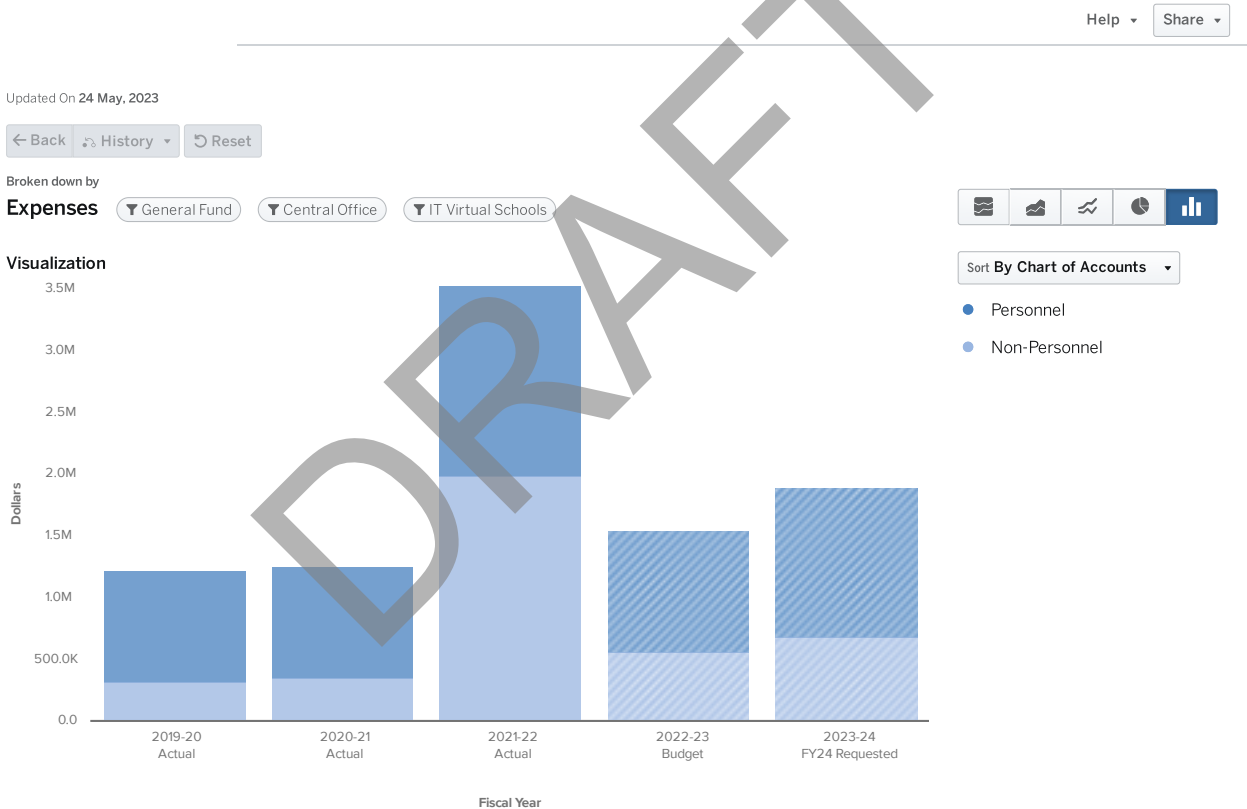 Help
Share
Updated On 24 May, 2023
Back
History
Reset
Broken down by
Expenses
General Fund
Central Office
IT Virtual Schools
Sort By Chart of Accounts
Personnel
Non-Personnel
Visualization
3.5M
3.0M
2.5M
2.0M
1.5M
1.0M
500.0K
0.0
Dollars
2019-20
Actual
2020-21
Actual
2021-22
Actual
2022-23
Budget
2023-24
FY24 Requested
Fiscal Year
DRAFT